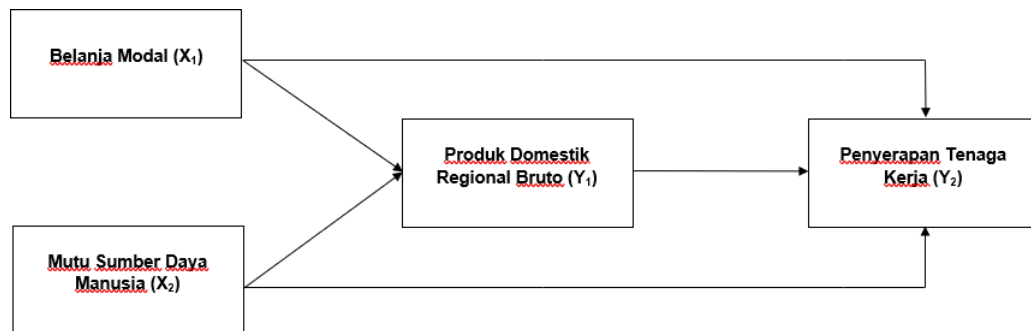 Belanja Modal (X₁)
Produk Domestik
Regional Bruto (Y₁)
Penyerapan Tenaga
Kerja (Y₂)
Mutu Sumber Daya
Manusia (X₂)